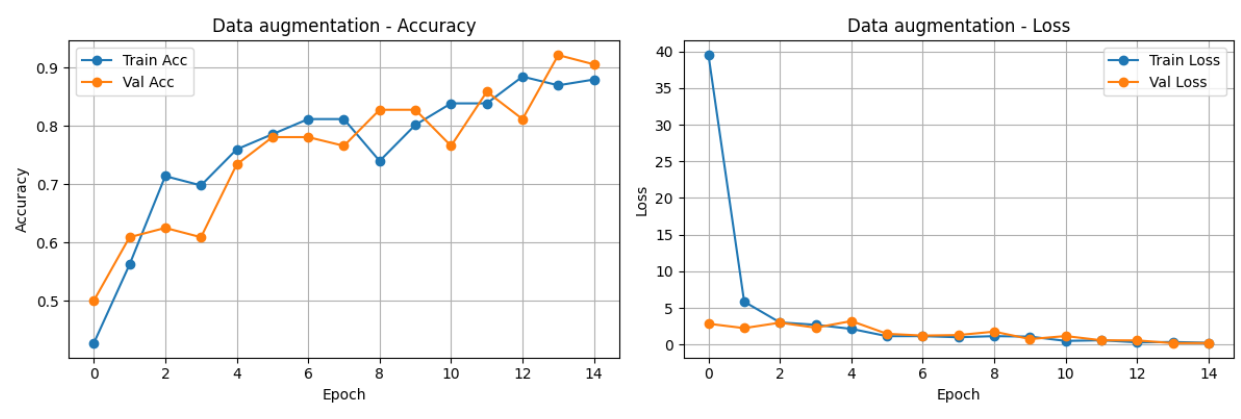 Data augmentation - Accuracy
Train Acc
Val Acc
0.9
0.8
0.7
0.6
0.5
Accuracy
0 2 4 6 8 10 12 14
Epoch
Data augmentation - Loss
Train Loss
Val Loss
40
35
30
25
20
15
10
5
0
Loss
0 2 4 6 8 10 12 14
Epoch